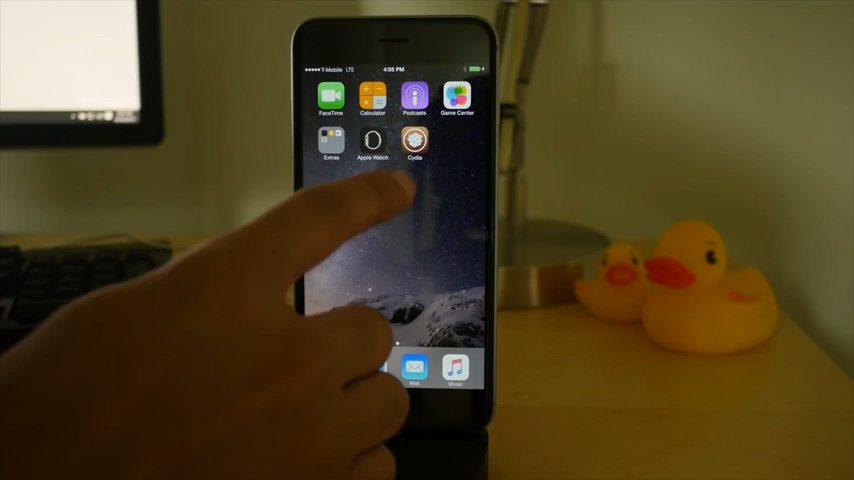 T-Mobile LTE 4:05 PM
FaceTime Calculator Podcasts Game Center
Extras Apple Watch Cydia
Mail Music